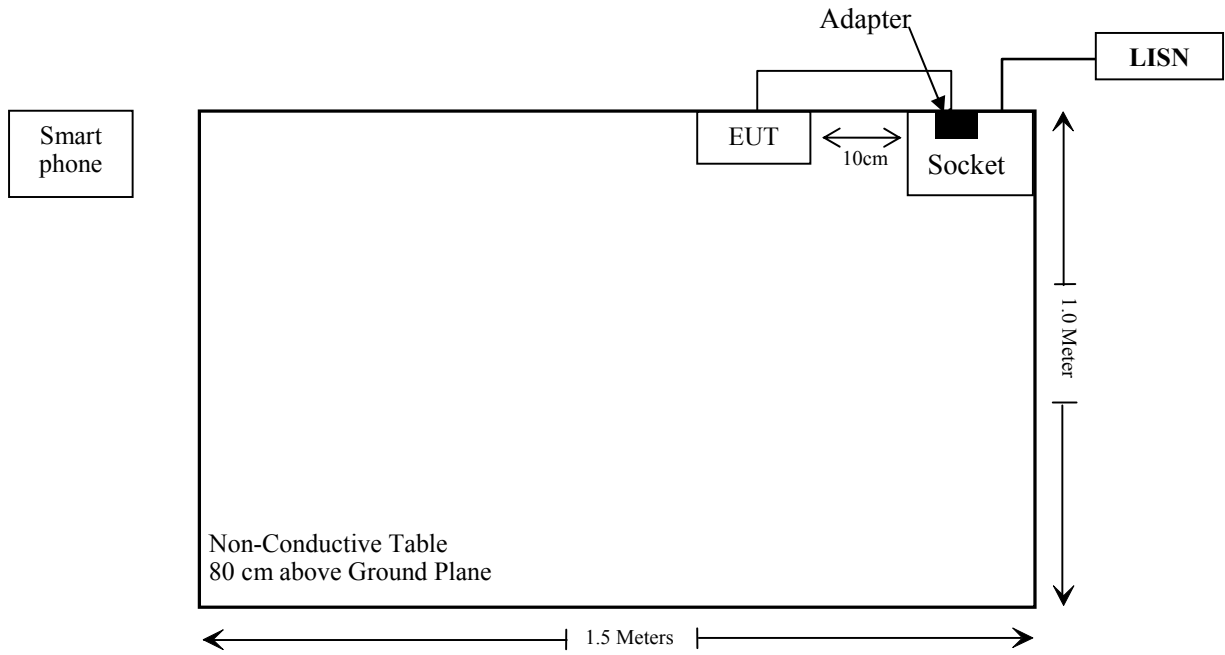 Adapter
LISN
Smart
phone
EUT
10cm
Socket
1.0 Meter
Non-Conductive Table
80 cm above Ground Plane
1.5 Meters